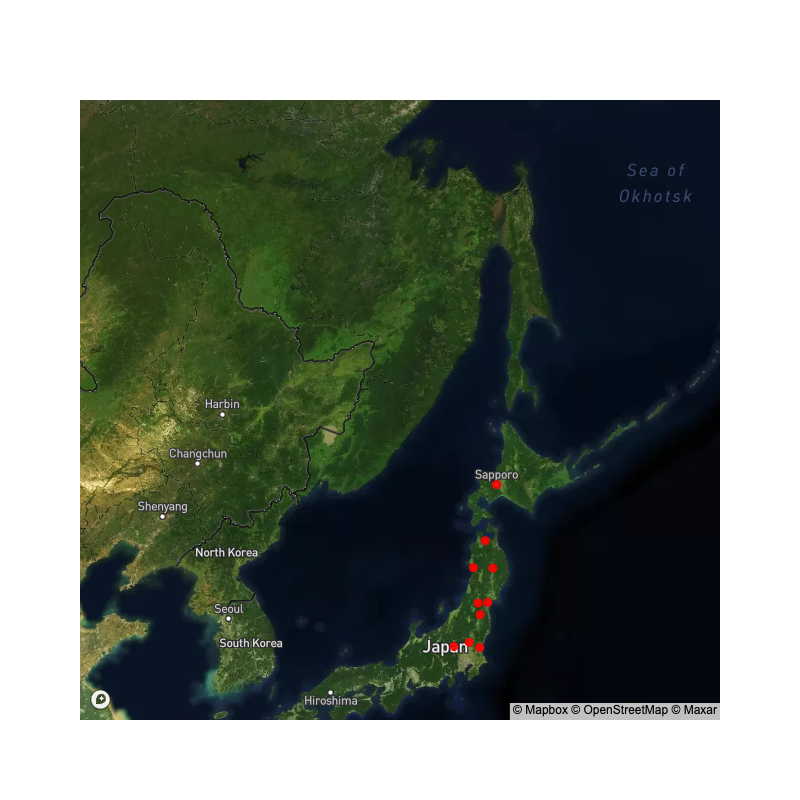 Sea of
Okhotsk
Harbin
Changchun
Sapporo
Shenyang
North Korea
Seoul
South Korea
Japan
Hiroshima
© Mapbox © OpenStreetMap © Maxar